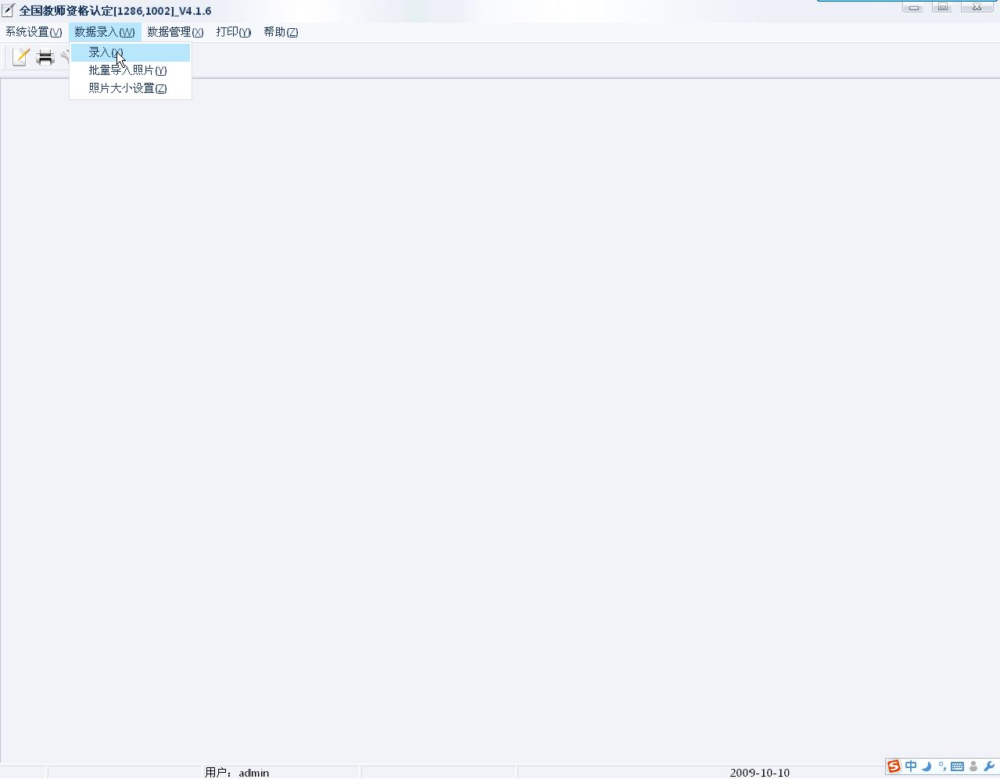 全国教师资格认定[1286,1002]_V4.1.6
系统设置(V) 数据录入(W) 数据管理(X) 打印(Y) 帮助(Z)
录入(X)
批量导入照片(Y)
照片大小设置(Z)
用户：admin 2009-10-10
中